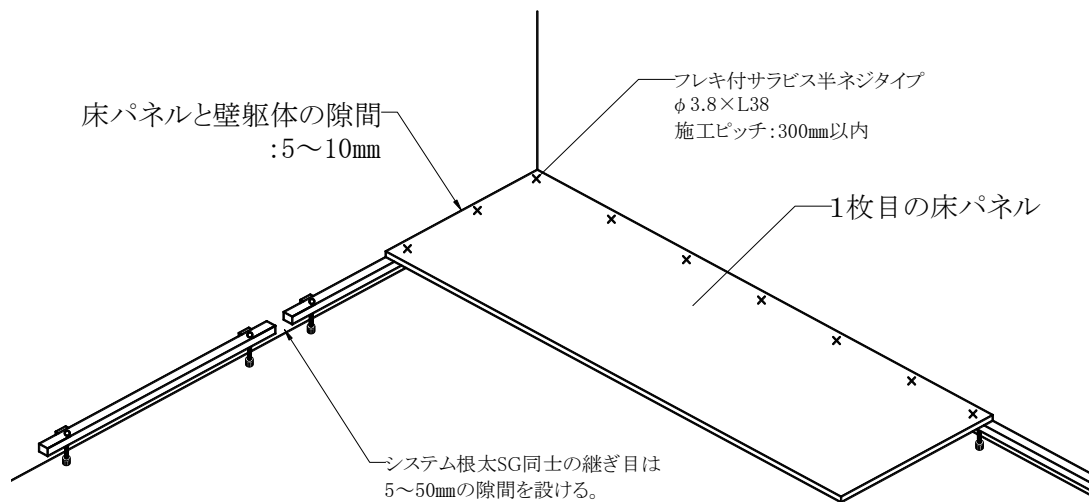 フレキ付サラビス半ネジタイプ
φ3.8×L38
施工ピッチ:300㎜以内
床パネルと壁躯体の隙間
:5～10㎜
1枚目の床パネル
システム根太SG同士の継ぎ目は
5～50㎜の隙間を設ける。